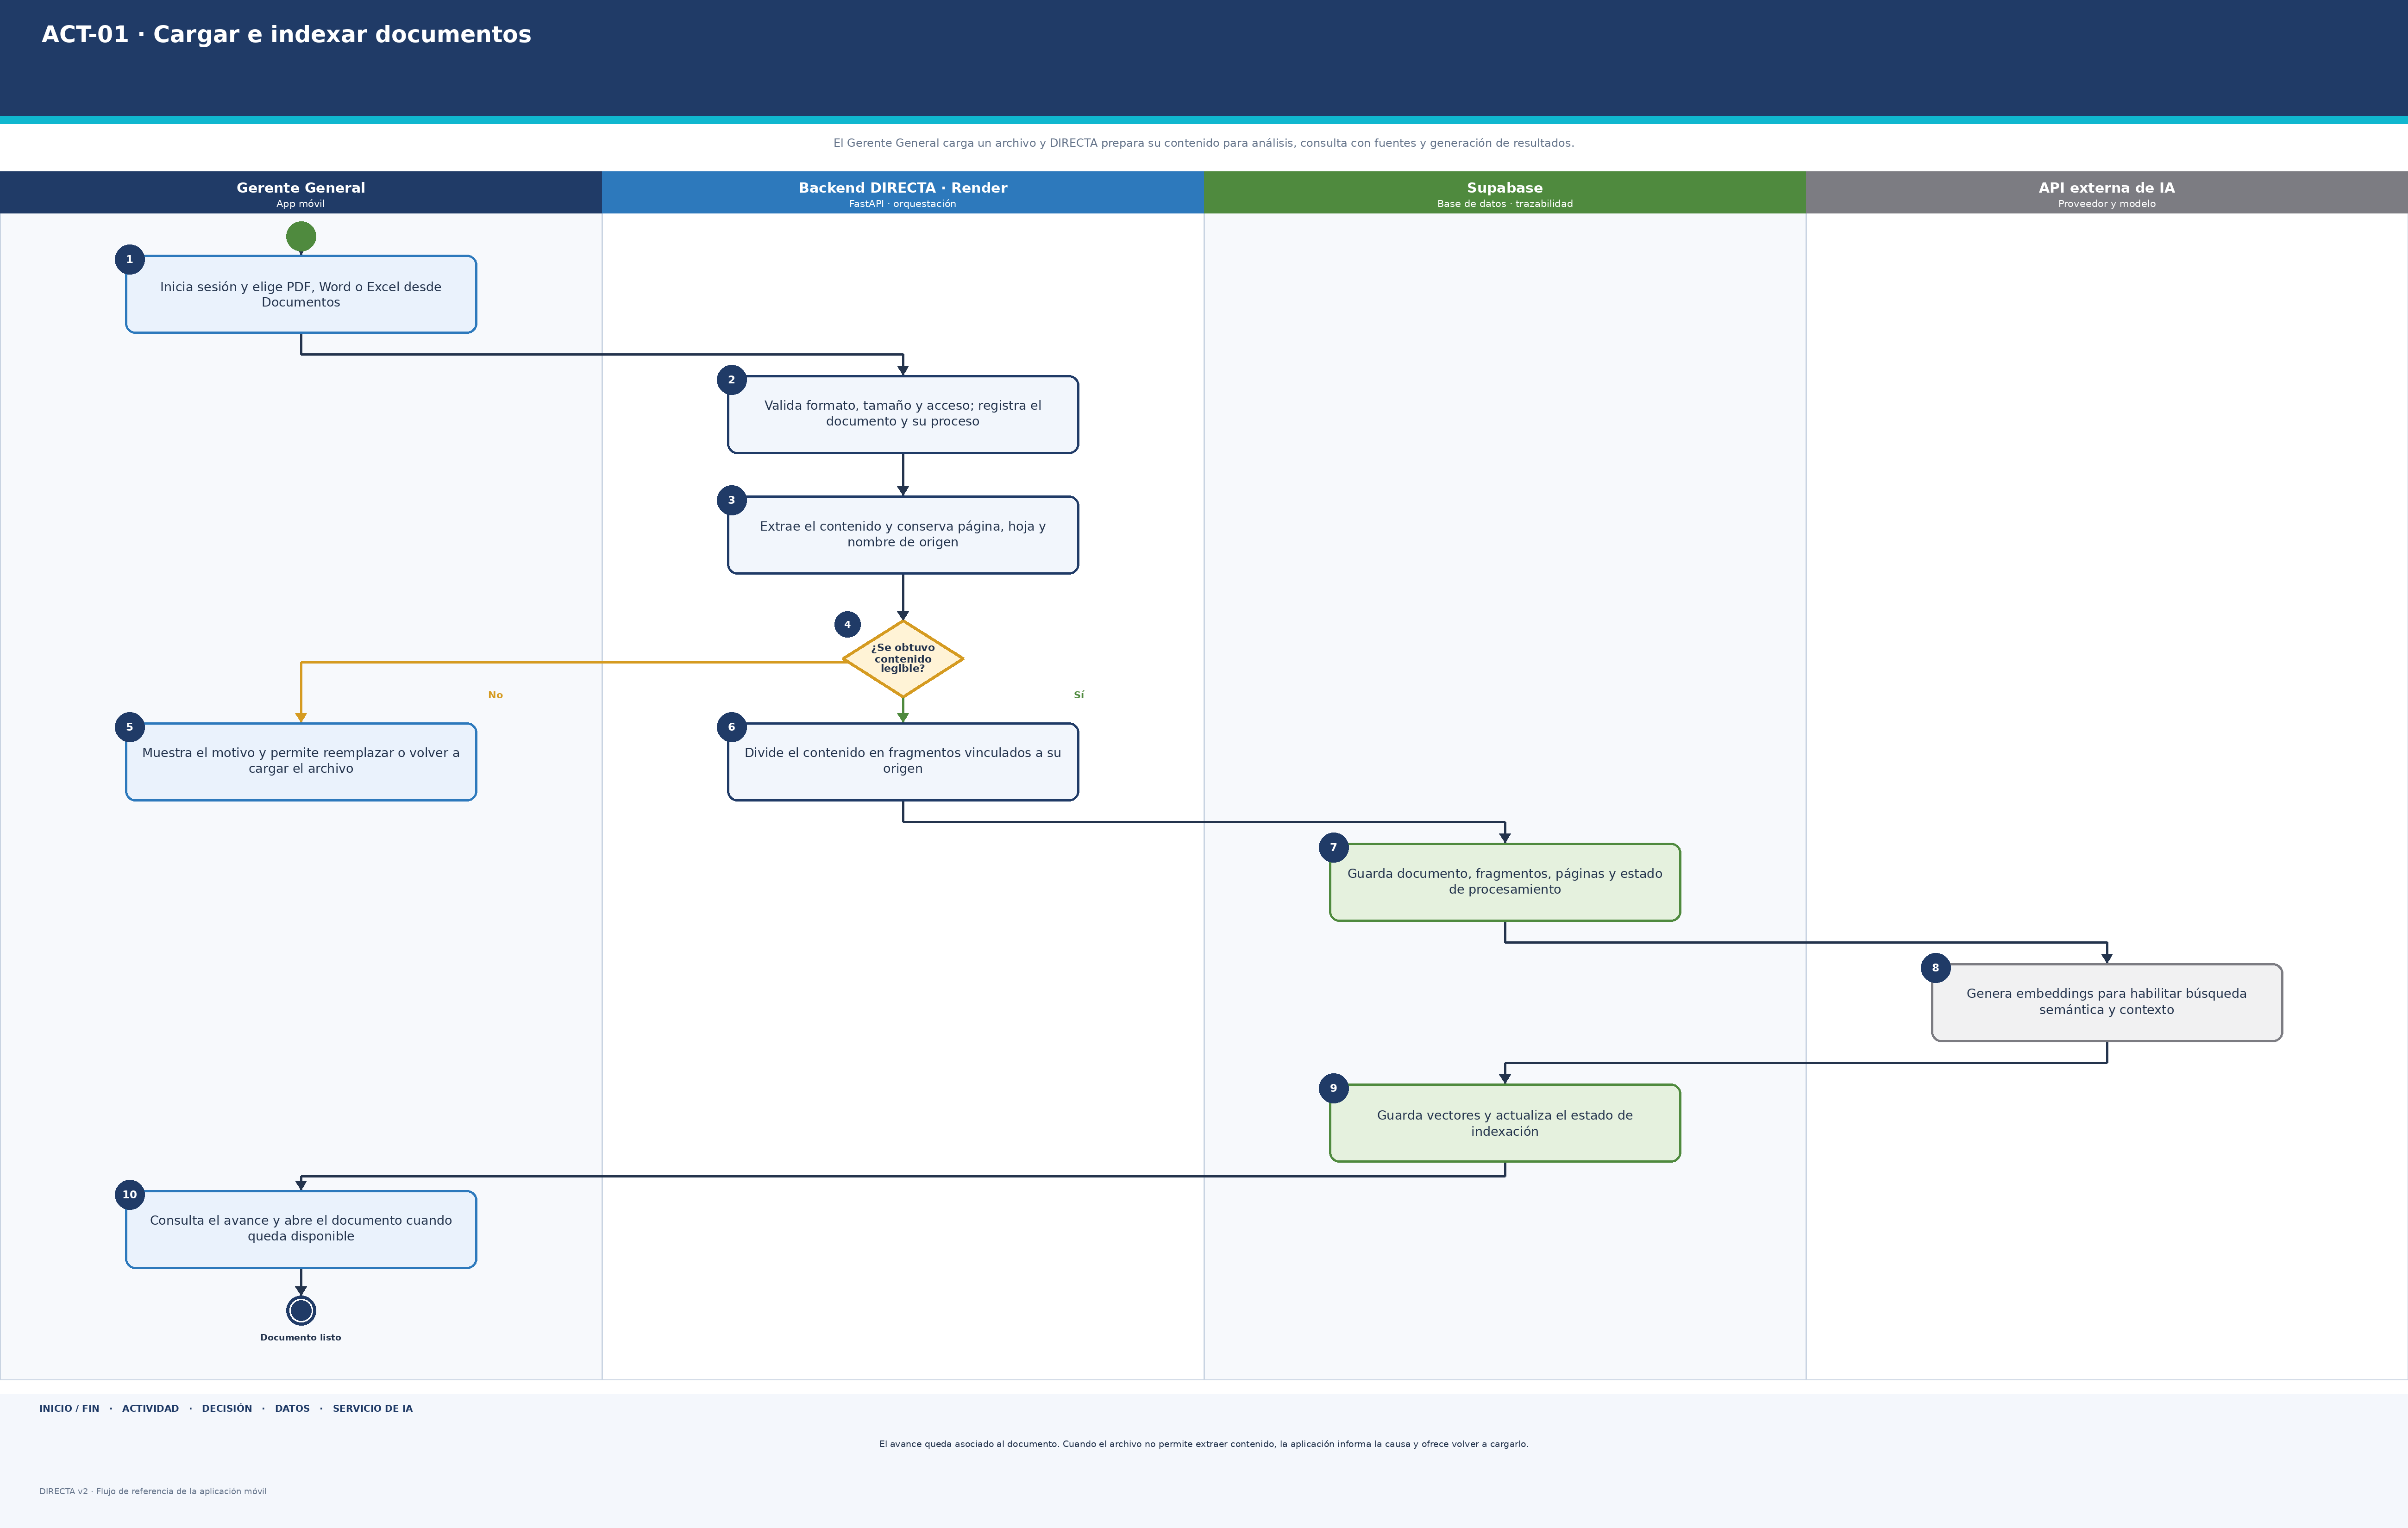 ACT-01 · Cargar e indexar documentos
El Gerente General carga un archivo y DIRECTA prepara su contenido para análisis, consulta con fuentes y generación de resultados.
Gerente General
App móvil
Backend DIRECTA · Render
FastAPI · orquestación
Supabase
Base de datos · trazabilidad
API externa de IA
Proveedor y modelo
1
Inicia sesión y elige PDF, Word o Excel desde
Documentos
2
Valida formato, tamaño y acceso; registra el
documento y su proceso
3
Extrae el contenido y conserva página, hoja y
nombre de origen
4
¿Se obtuvo
contenido
legible?
No
Sí
5
Muestra el motivo y permite reemplazar o volver a
cargar el archivo
6
Divide el contenido en fragmentos vinculados a su
origen
7
Guarda documento, fragmentos, páginas y estado
de procesamiento
8
Genera embeddings para habilitar búsqueda
semántica y contexto
9
Guarda vectores y actualiza el estado de
indexación
10
Consulta el avance y abre el documento cuando
queda disponible
Documento listo
INICIO / FIN · ACTIVIDAD · DECISIÓN · DATOS · SERVICIO DE IA
El avance queda asociado al documento. Cuando el archivo no permite extraer contenido, la aplicación informa la causa y ofrece volver a cargarlo.
DIRECTA v2 · Flujo de referencia de la aplicación móvil